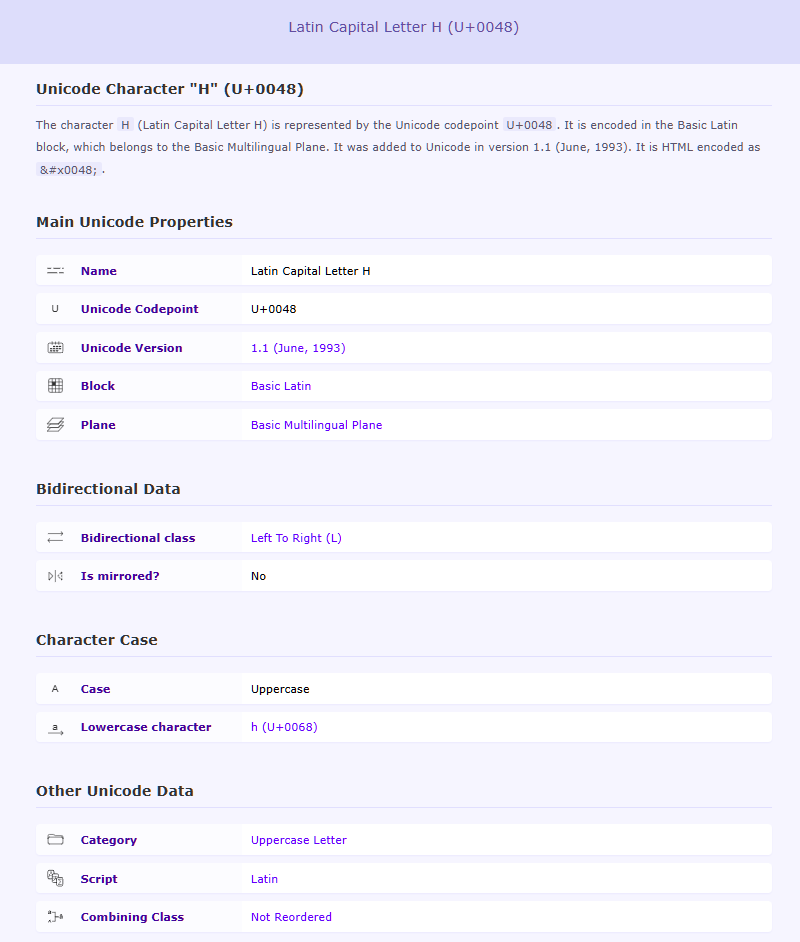 Latin Capital Letter H (U+0048)
Unicode Character "H" (U+0048)
The character H (Latin Capital Letter H) is represented by the Unicode codepoint U+0048. It is encoded in the Basic Latin
block, which belongs to the Basic Multilingual Plane. It was added to Unicode in version 1.1 (June, 1993). It is HTML encoded as
&#x0048;.
Main Unicode Properties
Name Latin Capital Letter H
U Unicode Codepoint U+0048
Unicode Version 1.1 (June, 1993)
Block Basic Latin
Plane Basic Multilingual Plane
Bidirectional Data
Bidirectional class Left To Right (L)
Is mirrored? No
Character Case
A Case Uppercase
a Lowercase character h (U+0068)
Other Unicode Data
Category Uppercase Letter
Script Latin
Combining Class Not Reordered